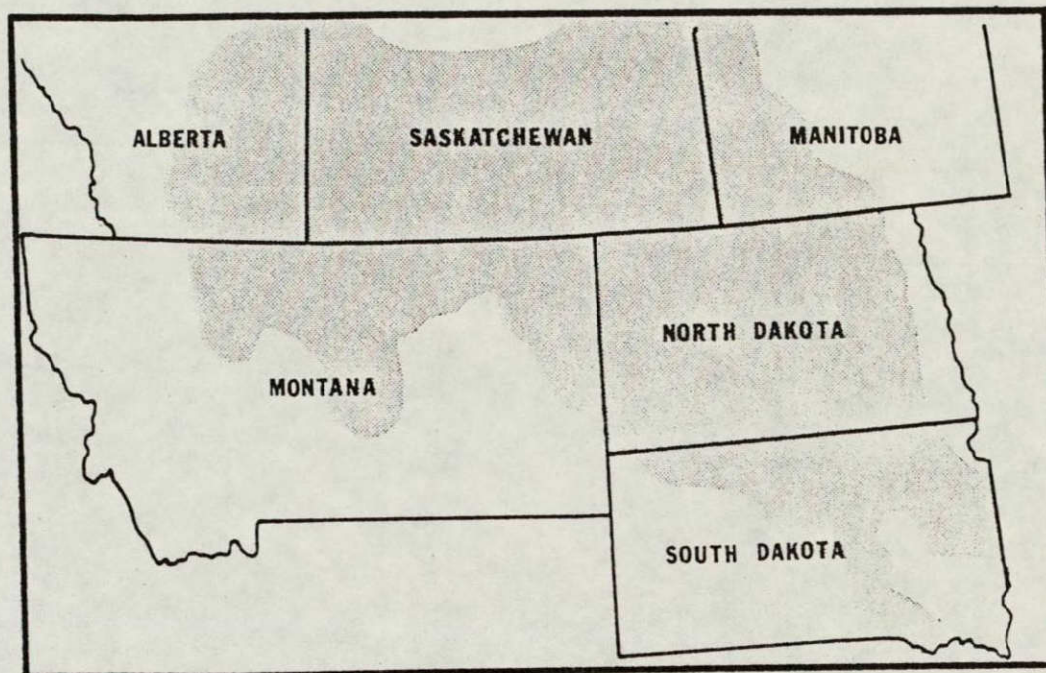 ALBERTA
SASKATCHEWAN
MANITOBA
NORTH DAKOTA
MONTANA
SOUTH DAKOTA